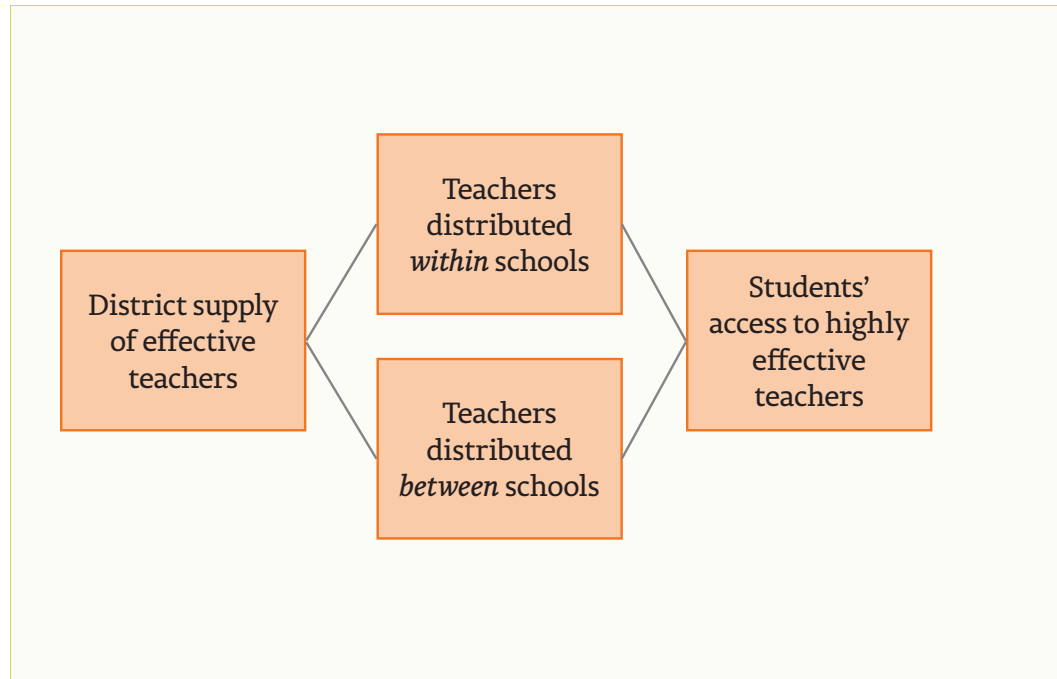 District supply
of effective
teachers
Teachers
distributed
within schools
Teachers
distributed
between schools
Students’
access to highly
effective
teachers